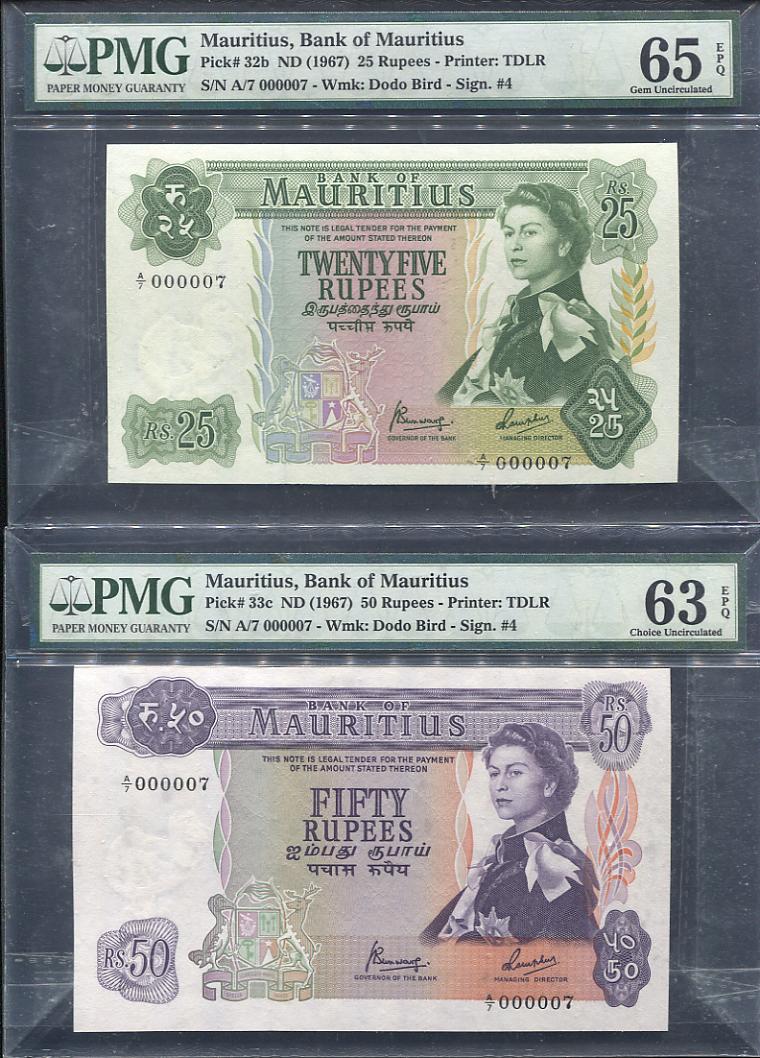 PMG
PAPER MONEY GUARANTY
Mauritius, Bank of Mauritius
Pick# 32b ND (1967) 25 Rupees - Printer: TDLR
S/N A/7 000007 - Wmk: Dodo Bird - Sign. #4
65 EPQ
Gem Uncirculated
रु
२५
BANK OF
MAURITIUS
Rs.
25
THIS NOTE IS LEGAL TENDER FOR THE PAYMENT
OF THE AMOUNT STATED THEREON
A/7 000007
TWENTY FIVE
RUPEES
இருபத்தைந்து ரூபாய்
पच्चीस रूपये
Rs. 25
GOVERNOR OF THE BANK
MANAGING DIRECTOR
२५
A/7 000007
PMG
PAPER MONEY GUARANTY
Mauritius, Bank of Mauritius
Pick# 33c ND (1967) 50 Rupees - Printer: TDLR
S/N A/7 000007 - Wmk: Dodo Bird - Sign. #4
63 EPQ
Choice Uncirculated
रु. ५०
BANK OF
MAURITIUS
Rs.
50
THIS NOTE IS LEGAL TENDER FOR THE PAYMENT
OF THE AMOUNT STATED THEREON
A/7 000007
FIFTY
RUPEES
ஐம்பது ரூபாய்
पचास रूपेय
Rs. 50
GOVERNOR OF THE BANK
MANAGING DIRECTOR
५०
A/7 000007